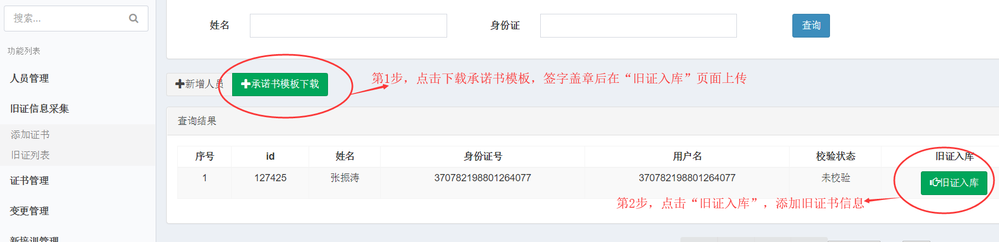 搜索...
功能列表
人员管理
旧证信息采集
添加证书
旧证列表
证书管理
变更管理
新培训管理
姓名 身份证 查询
新增人员 承诺书模板下载
第1步，点击下载承诺书模板，签字盖章后在“旧证入库”页面上传
查询结果
序号 id 姓名 身份证号 用户名 校验状态 旧证入库
1 127425 张振涛 370782198801264077 370782198801264077 未校验 旧证入库
第2步，点击“旧证入库”，添加旧证书信息